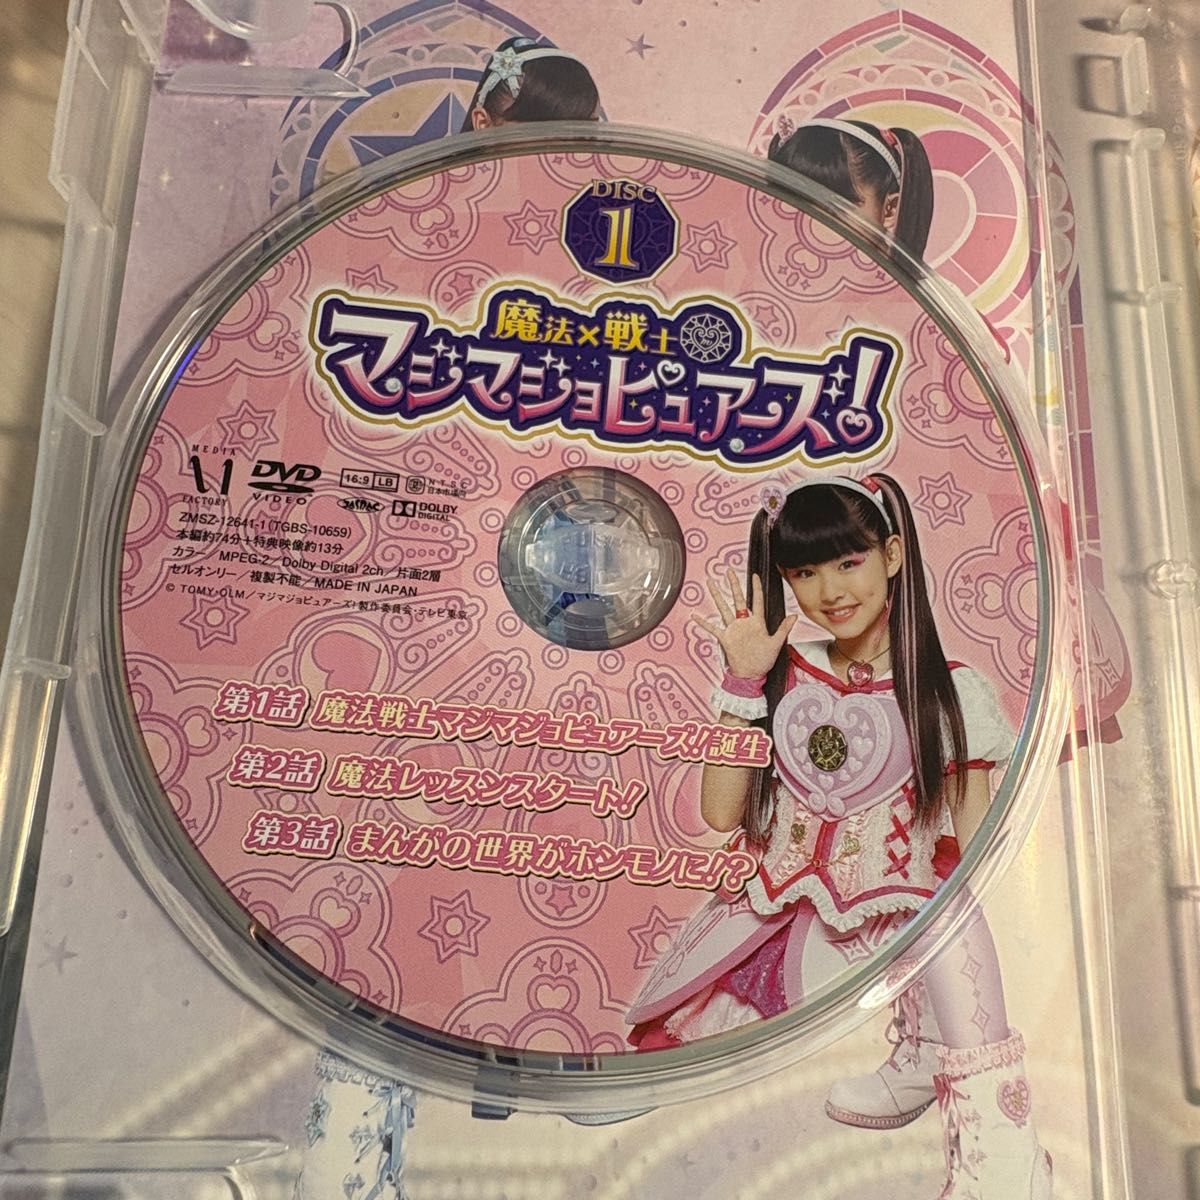 DISC
1
魔法×戦士
マジマジョピュアーズ!
MEDIA
FACTORY
DVD
VIDEO
16:9 LB
NTSC
日本市場向
DOLBY
DIGITAL
ZMSZ-12641-1(TGBS-10659)
本編約74分+特典映像約13分
カラー/MPEG-2/Dolby Digital 2ch/片面2層
セルオンリー/複製不能/MADE IN JAPAN
© TOMY・OLM/マジマジョピュアーズ!製作委員会・テレビ東京
第1話 魔法戦士マジマジョピュアーズ!誕生
第2話 魔法レッスンスタート!
第3話 まんがの世界がホンモノに!?